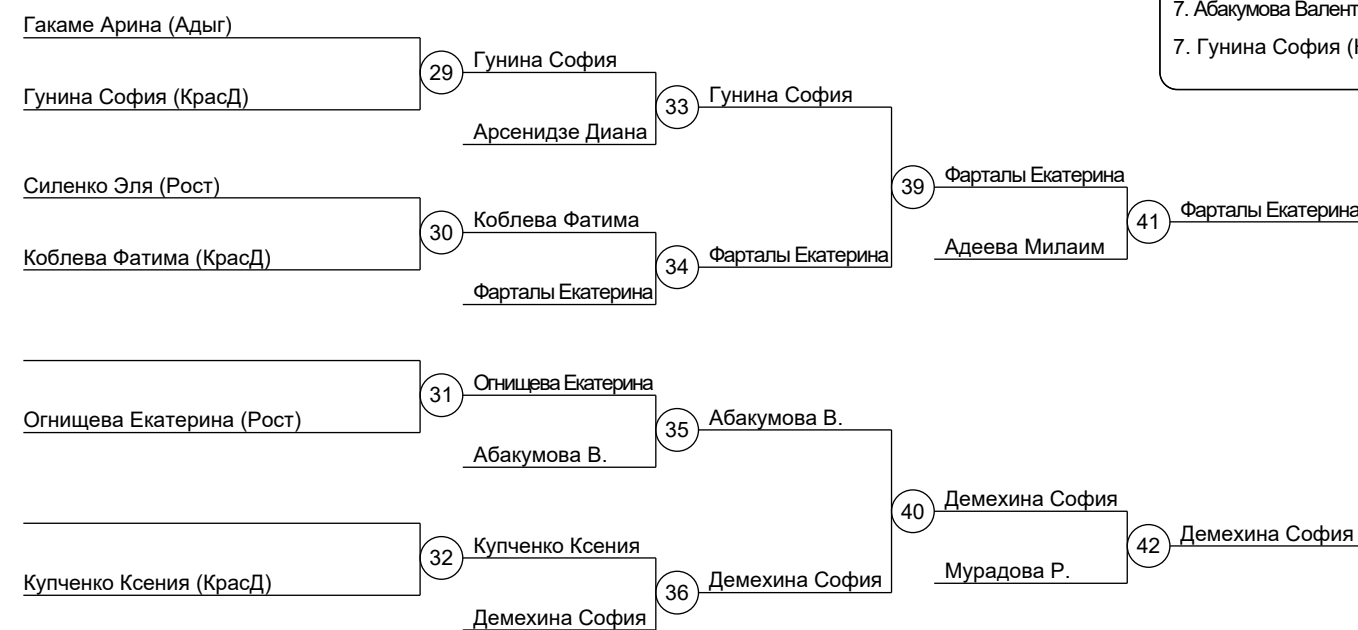 7. Абакумова Валент
7. Гунина София (
Гакаме Арина (Адыг)
29
Гунина София
Гунина София (КрасД)
33
Гунина София
Арсенидзе Диана
Силенко Эля (Рост)
39
Фарталы Екатерина
30
Коблева Фатима
41
Фарталы Екатерина
Коблева Фатима (КрасД)
34
Фарталы Екатерина
Адеева Милаим
Фарталы Екатерина
31
Огнищева Екатерина
Огнищева Екатерина (Рост)
35
Абакумова В.
Абакумова В.
40
Демехина София
32
Купченко Ксения
42
Демехина София
Купченко Ксения (КрасД)
36
Демехина София
Мурадова Р.
Демехина София